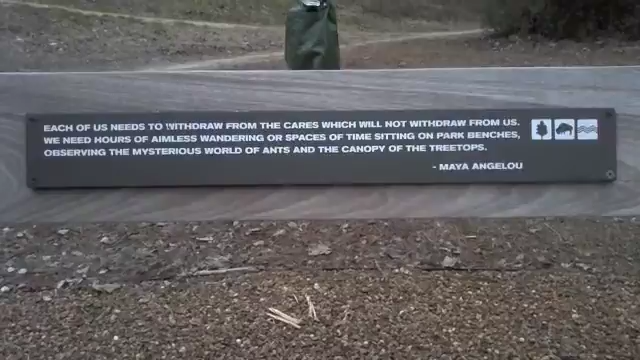 EACH OF US NEEDS TO WITHDRAW FROM THE CARES WHICH WILL NOT WITHDRAW FROM US.
WE NEED HOURS OF AIMLESS WANDERING OR SPACES OF TIME SITTING ON PARK BENCHES,
OBSERVING THE MYSTERIOUS WORLD OF ANTS AND THE CANOPY OF THE TREETOPS.
- MAYA ANGELOU